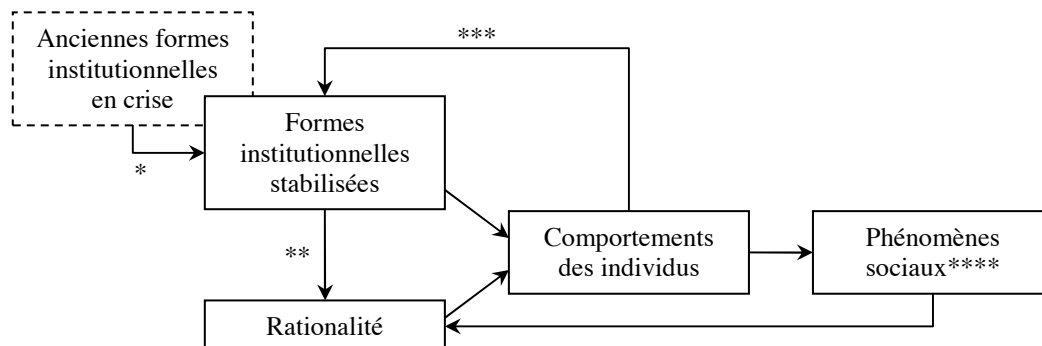 Anciennes formes
institutionnelles
en crise
***
Formes
institutionnelles
stabilisées
*
**
Comportements
des individus
Phénomènes
sociaux****
Rationalité